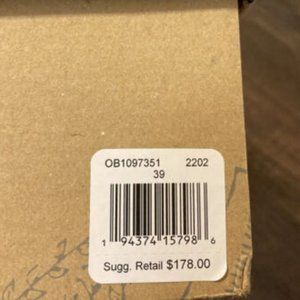 OB1097351 2202
39
1 94374 15798 6
Sugg. Retail $178.00